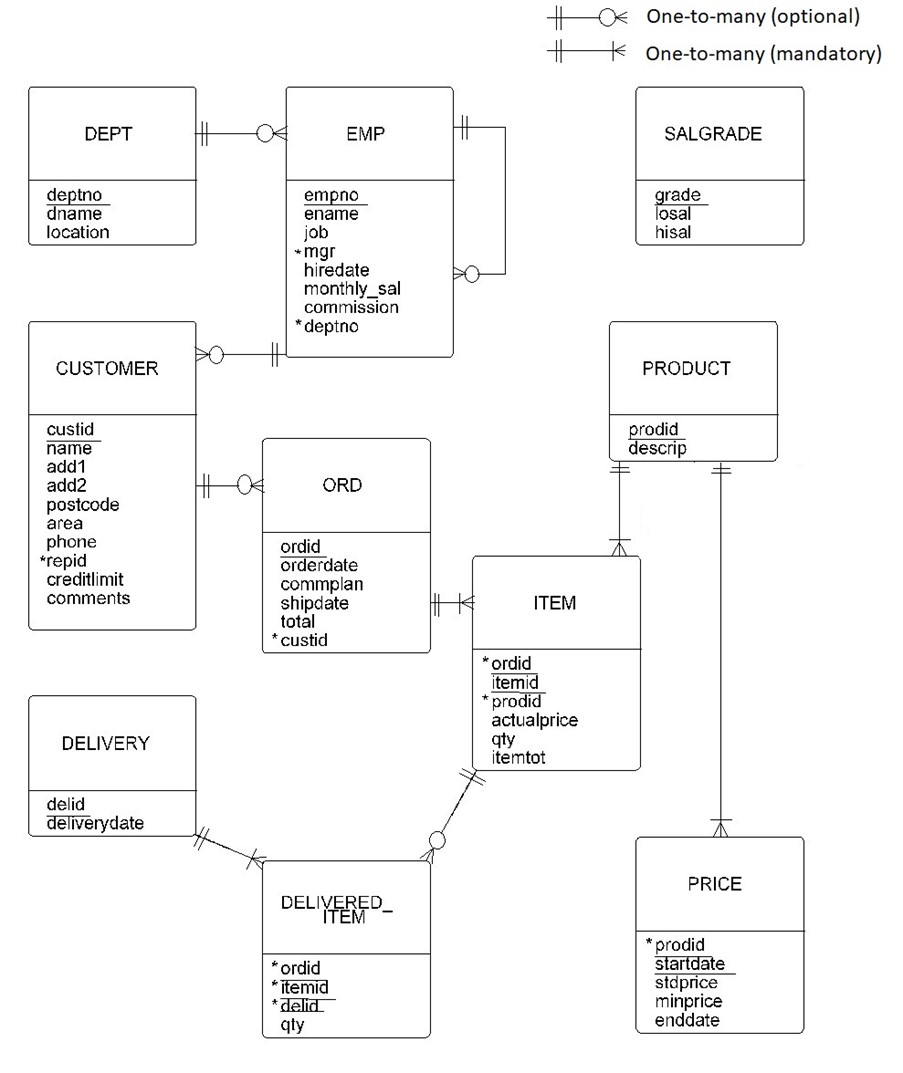 One-to-many (optional)
One-to-many (mandatory)
DEPT
deptno
dname
location
EMP
empno
ename
job
*mgr
hiredate
monthly_sal
commission
*deptno
SALGRADE
grade
losal
hisal
CUSTOMER
custid
name
add1
add2
postcode
area
phone
*repid
creditlimit
comments
ORD
ordid
orderdate
commplan
shipdate
total
*custid
PRODUCT
prodid
descrip
ITEM
*ordid
itemid
*prodid
actualprice
qty
itemtot
DELIVERY
delid
deliverydate
DELIVERED_
ITEM
*ordid
*itemid
*delid
qty
PRICE
*prodid
startdate
stdprice
minprice
enddate